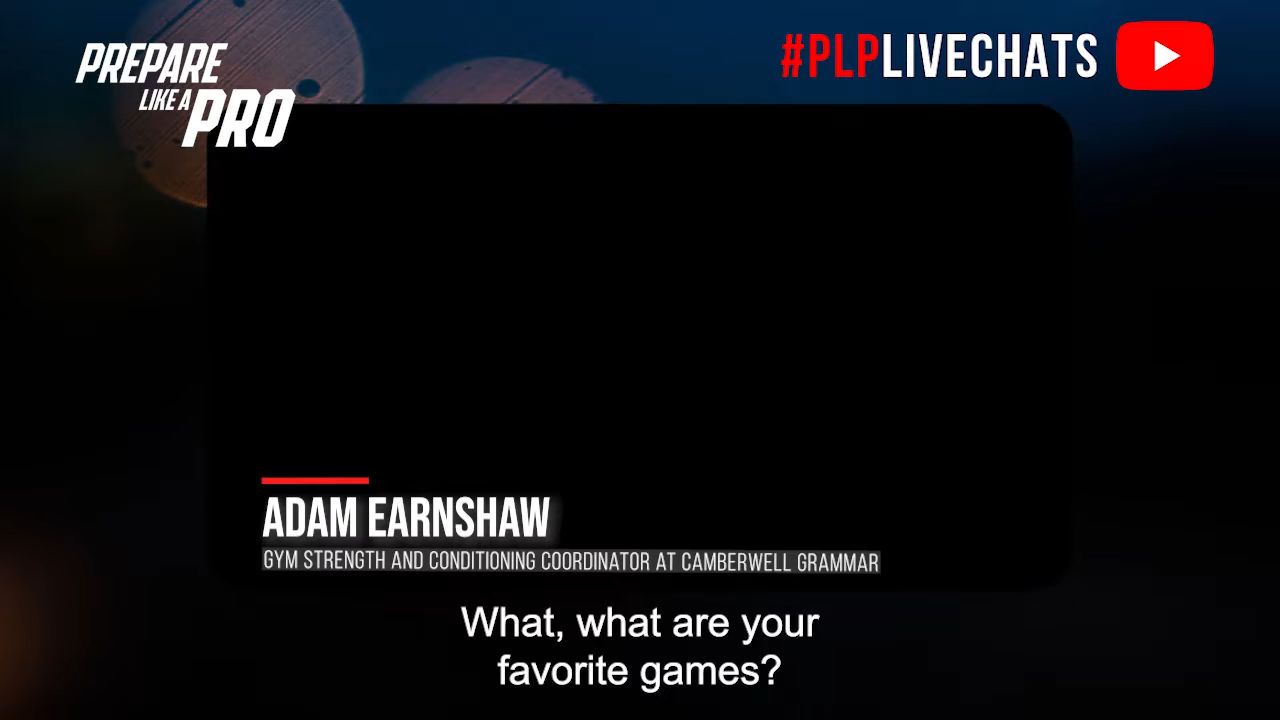 PREPARE
LIKE A
PRO
#PLPLIVECHATS
ADAM EARNSHAW
GYM STRENGTH AND CONDITIONING COORDINATOR AT CAMBERWELL GRAMMAR
What, what are your
favorite games?